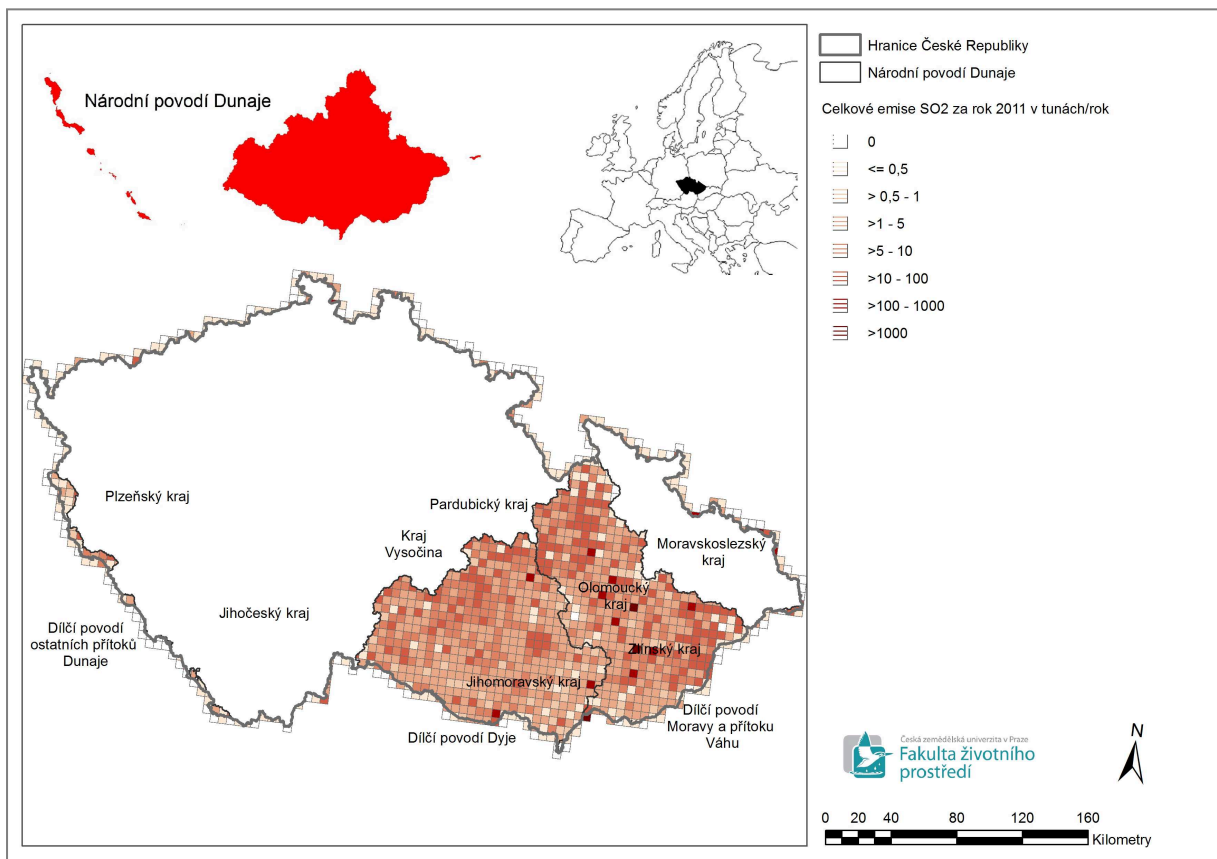 Národní povodí Dunaje
Hranice České Republiky
Národní povodí Dunaje
Celkové emise SO2 za rok 2011 v tunách/rok
0
<= 0,5
> 0,5 - 1
>1 - 5
>5 - 10
>10 - 100
>100 - 1000
>1000
Plzeňský kraj
Pardubický kraj
Kraj
Vysočina
Moravskoslezský
kraj
Olomoucký
kraj
Jihočeský kraj
Dílčí povodí
ostatních přítoků
Dunaje
Zlínský kraj
Jihomoravský kraj
Dílčí povodí
Moravy a přítoku
Váhu
Dílčí povodí Dyje
Česká zemědělská univerzita v Praze
Fakulta životního
prostředí
N
0 20 40 80 120 160
Kilometry